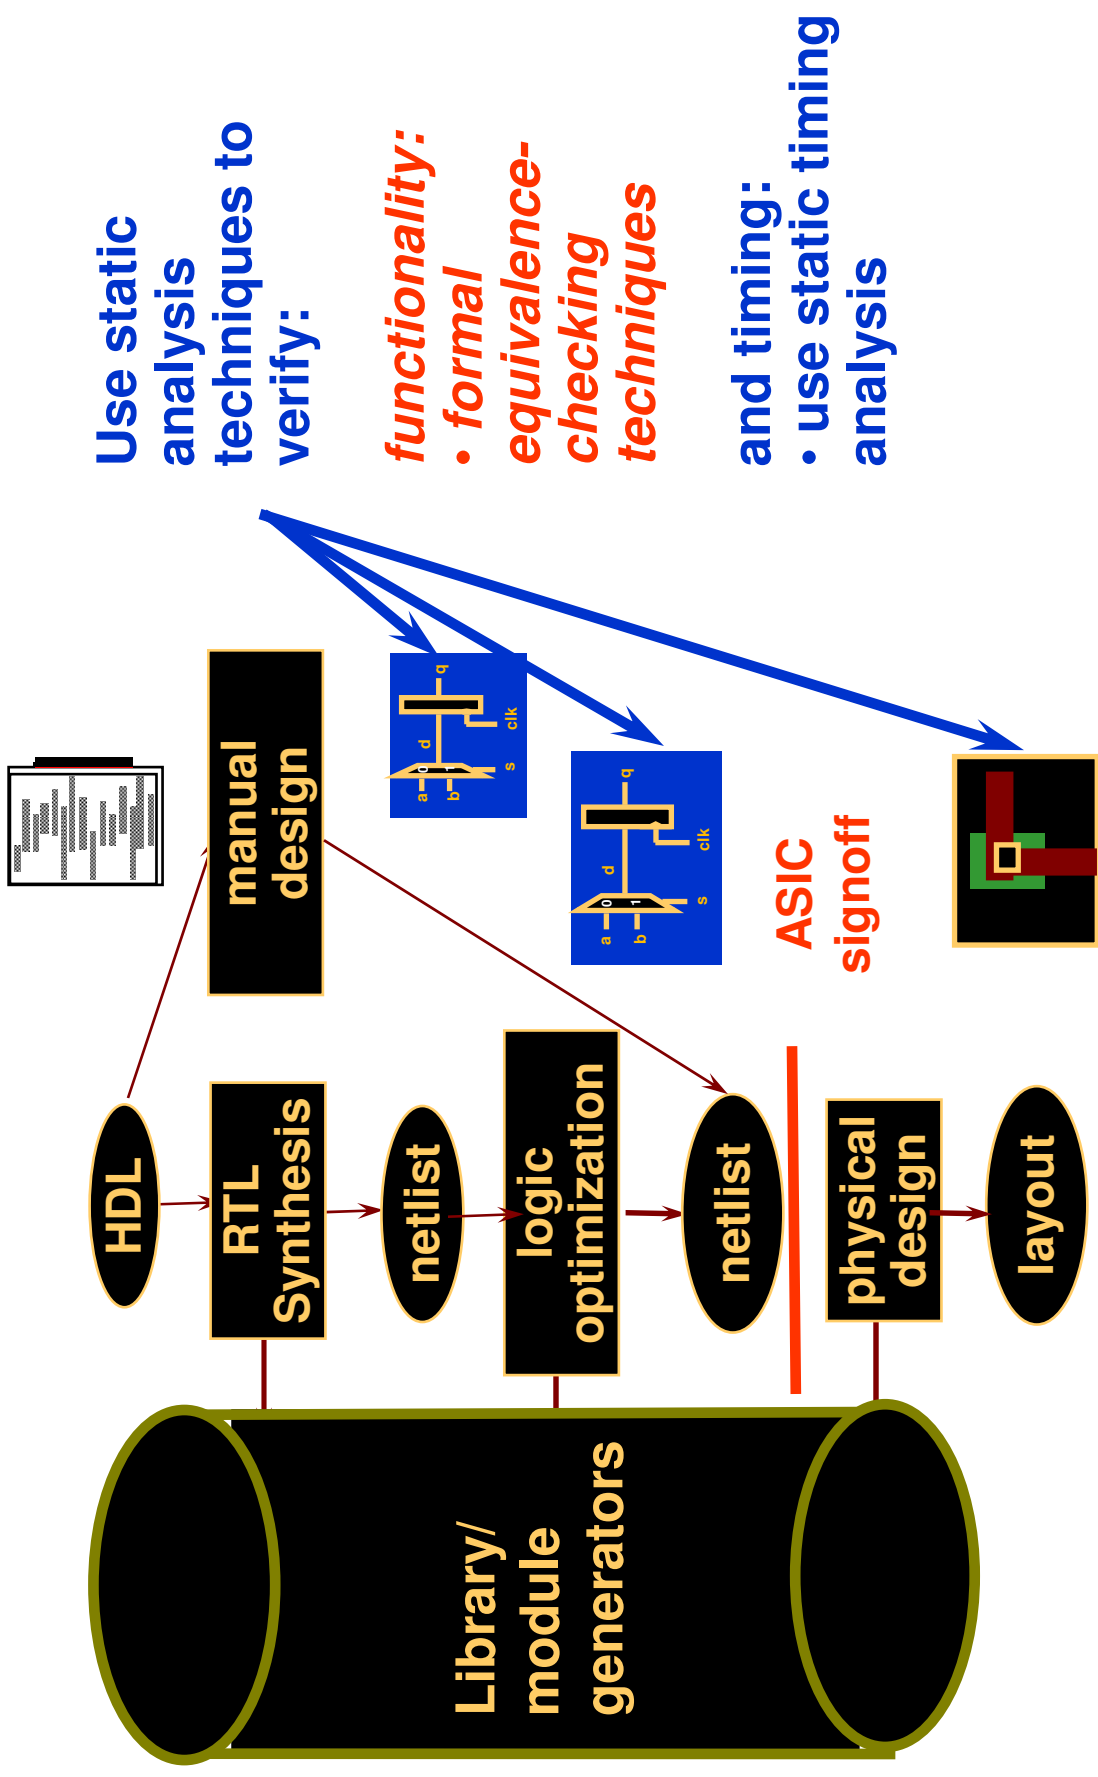 Library/
module
generators
HDL
RTL
Synthesis
netlist
logic
optimization
netlist
physical
design
layout
manual
design
a
b
0
1
s
d
clk
q
a
b
0
1
s
d
clk
q
ASIC
signoff
Use static
analysis
techniques to
verify:
functionality:
• formal
equivalence-
checking
techniques
and timing:
• use static timing
analysis